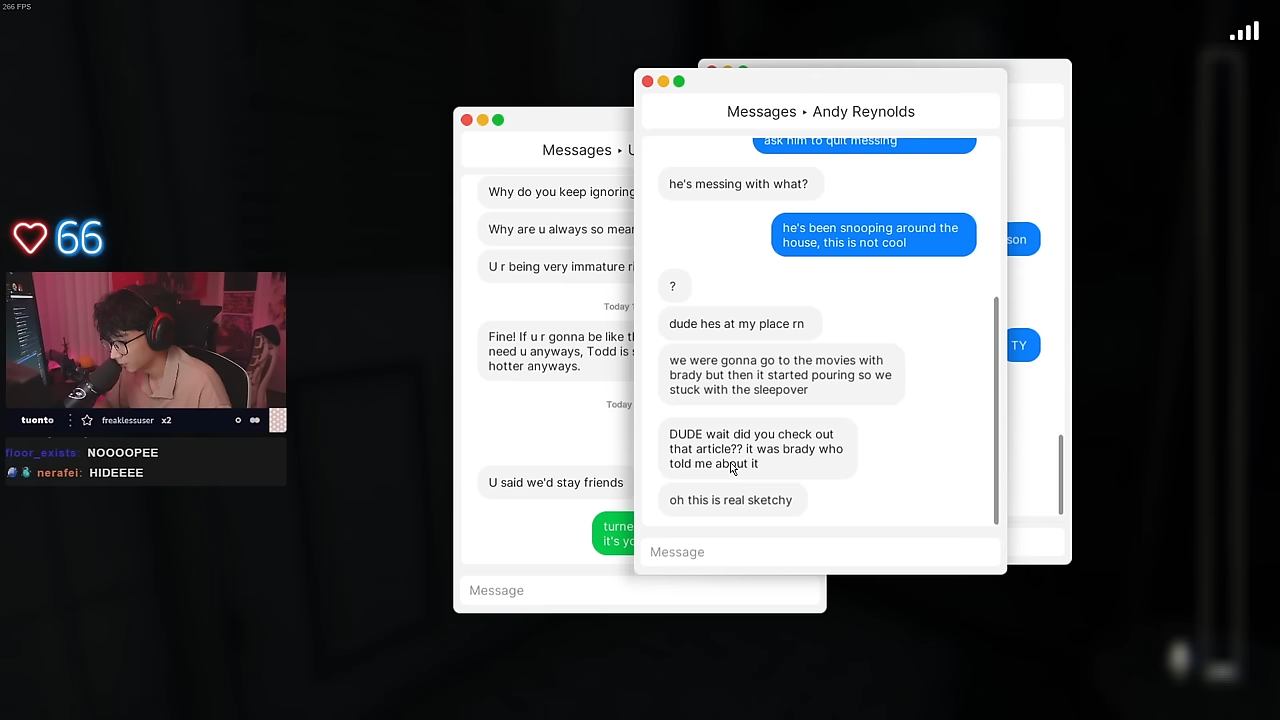 266 FPS
66
tuonto
freaklessuser x2
floor_exists: NOOOOPEE
nerafei: HIDEEEE
Messages ‣ U
Why do you keep ignoring
Why are u always so mean
U r being very immature ri
Today 1
Fine! If u r gonna be like th
need u anyways, Todd is s
hotter anyways.
Today
U said we'd stay friends
turne
it's yo
Message
Messages ‣ Andy Reynolds
ask him to quit messing
he's messing with what?
he's been snooping around the
house, this is not cool
?
dude hes at my place rn
we were gonna go to the movies with
brady but then it started pouring so we
stuck with the sleepover
DUDE wait did you check out
that article?? it was brady who
told me about it
oh this is real sketchy
Message
son
TY